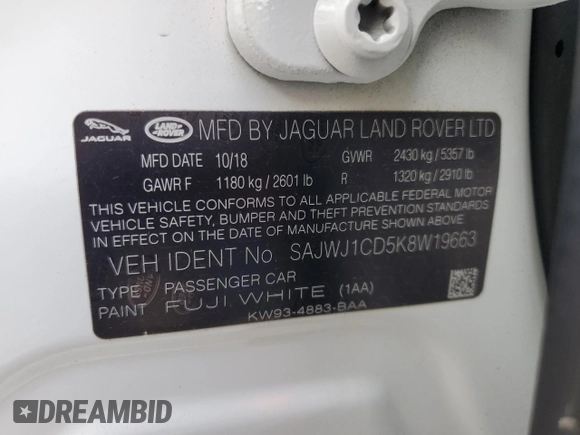 JAGUAR LAND ROVER MFD BY JAGUAR LAND ROVER LTD
MFD DATE 10/18 GVWR 2430 kg / 5357 lb
GAWR F 1180 kg / 2601 lb R 1320 kg / 2910 lb
THIS VEHICLE CONFORMS TO ALL APPLICABLE FEDERAL MOTOR
VEHICLE SAFETY, BUMPER AND THEFT PREVENTION STANDARDS
IN EFFECT ON THE DATE OF MANUFACTURE SHOWN ABOVE.
VEH IDENT No. SAJWJ1CD5K8W19663
TYPE PASSENGER CAR
PAINT FUJI WHITE (1AA)
KW93-4883-BAA
DREAMBID